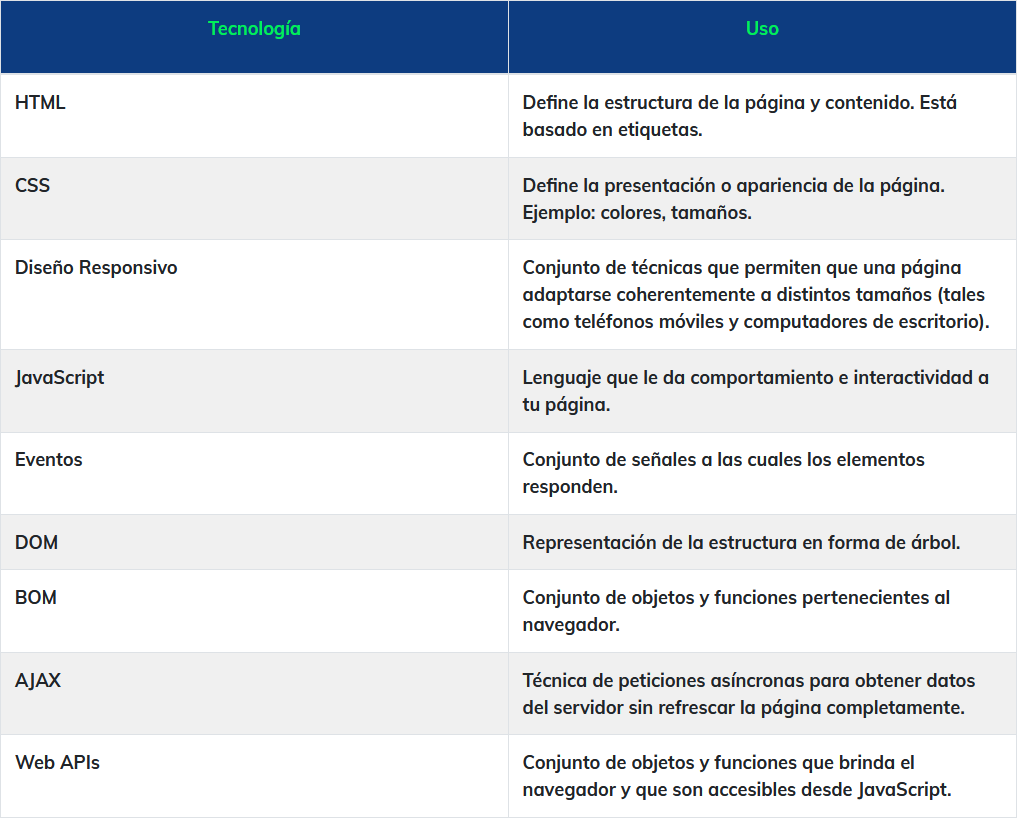 Tecnología
Uso
HTML
Define la estructura de la página y contenido. Está
basado en etiquetas.
CSS
Define la presentación o apariencia de la página.
Ejemplo: colores, tamaños.
Diseño Responsivo
Conjunto de técnicas que permiten que una página
adaptarse coherentemente a distintos tamaños (tales
como teléfonos móviles y computadores de escritorio).
JavaScript
Lenguaje que le da comportamiento e interactividad a
tu página.
Eventos
Conjunto de señales a las cuales los elementos
responden.
DOM
Representación de la estructura en forma de árbol.
BOM
Conjunto de objetos y funciones pertenecientes al
navegador.
AJAX
Técnica de peticiones asíncronas para obtener datos
del servidor sin refrescar la página completamente.
Web APIs
Conjunto de objetos y funciones que brinda el
navegador y que son accesibles desde JavaScript.